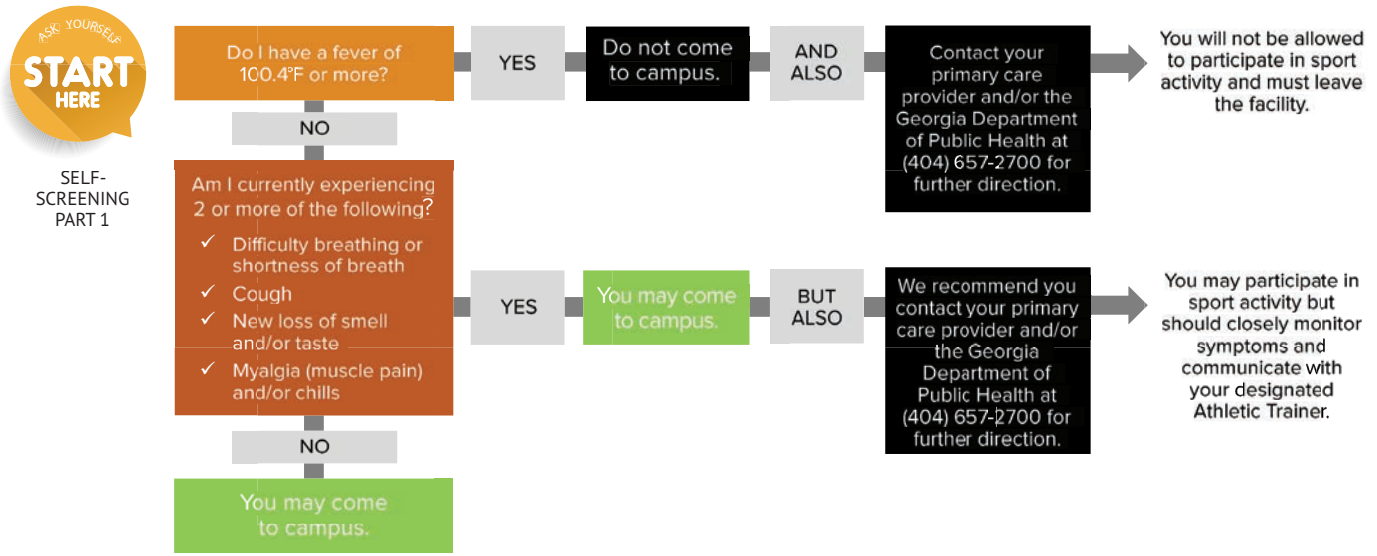 ASK YOURSELF
START
HERE
SELF-
SCREENING
PART 1
Do I have a fever of
100.4°F or more?
YES
Do not come
to campus.
AND
ALSO
Contact your
primary care
provider and/or the
Georgia Department
of Public Health at
(404) 657-2700 for
further direction.
You will not be allowed
to participate in sport
activity and must leave
the facility.
NO
Am I currently experiencing
2 or more of the following?
✓ Difficulty breathing or
shortness of breath
✓ Cough
✓ New loss of smell
and/or taste
✓ Myalgia (muscle pain)
and/or chills
YES
You may come
to campus.
BUT
ALSO
We recommend you
contact your primary
care provider and/or
the Georgia
Department of
Public Health at
(404) 657-2700 for
further direction.
You may participate in
sport activity but
should closely monitor
symptoms and
communicate with
your designated
Athletic Trainer.
NO
You may come
to campus.